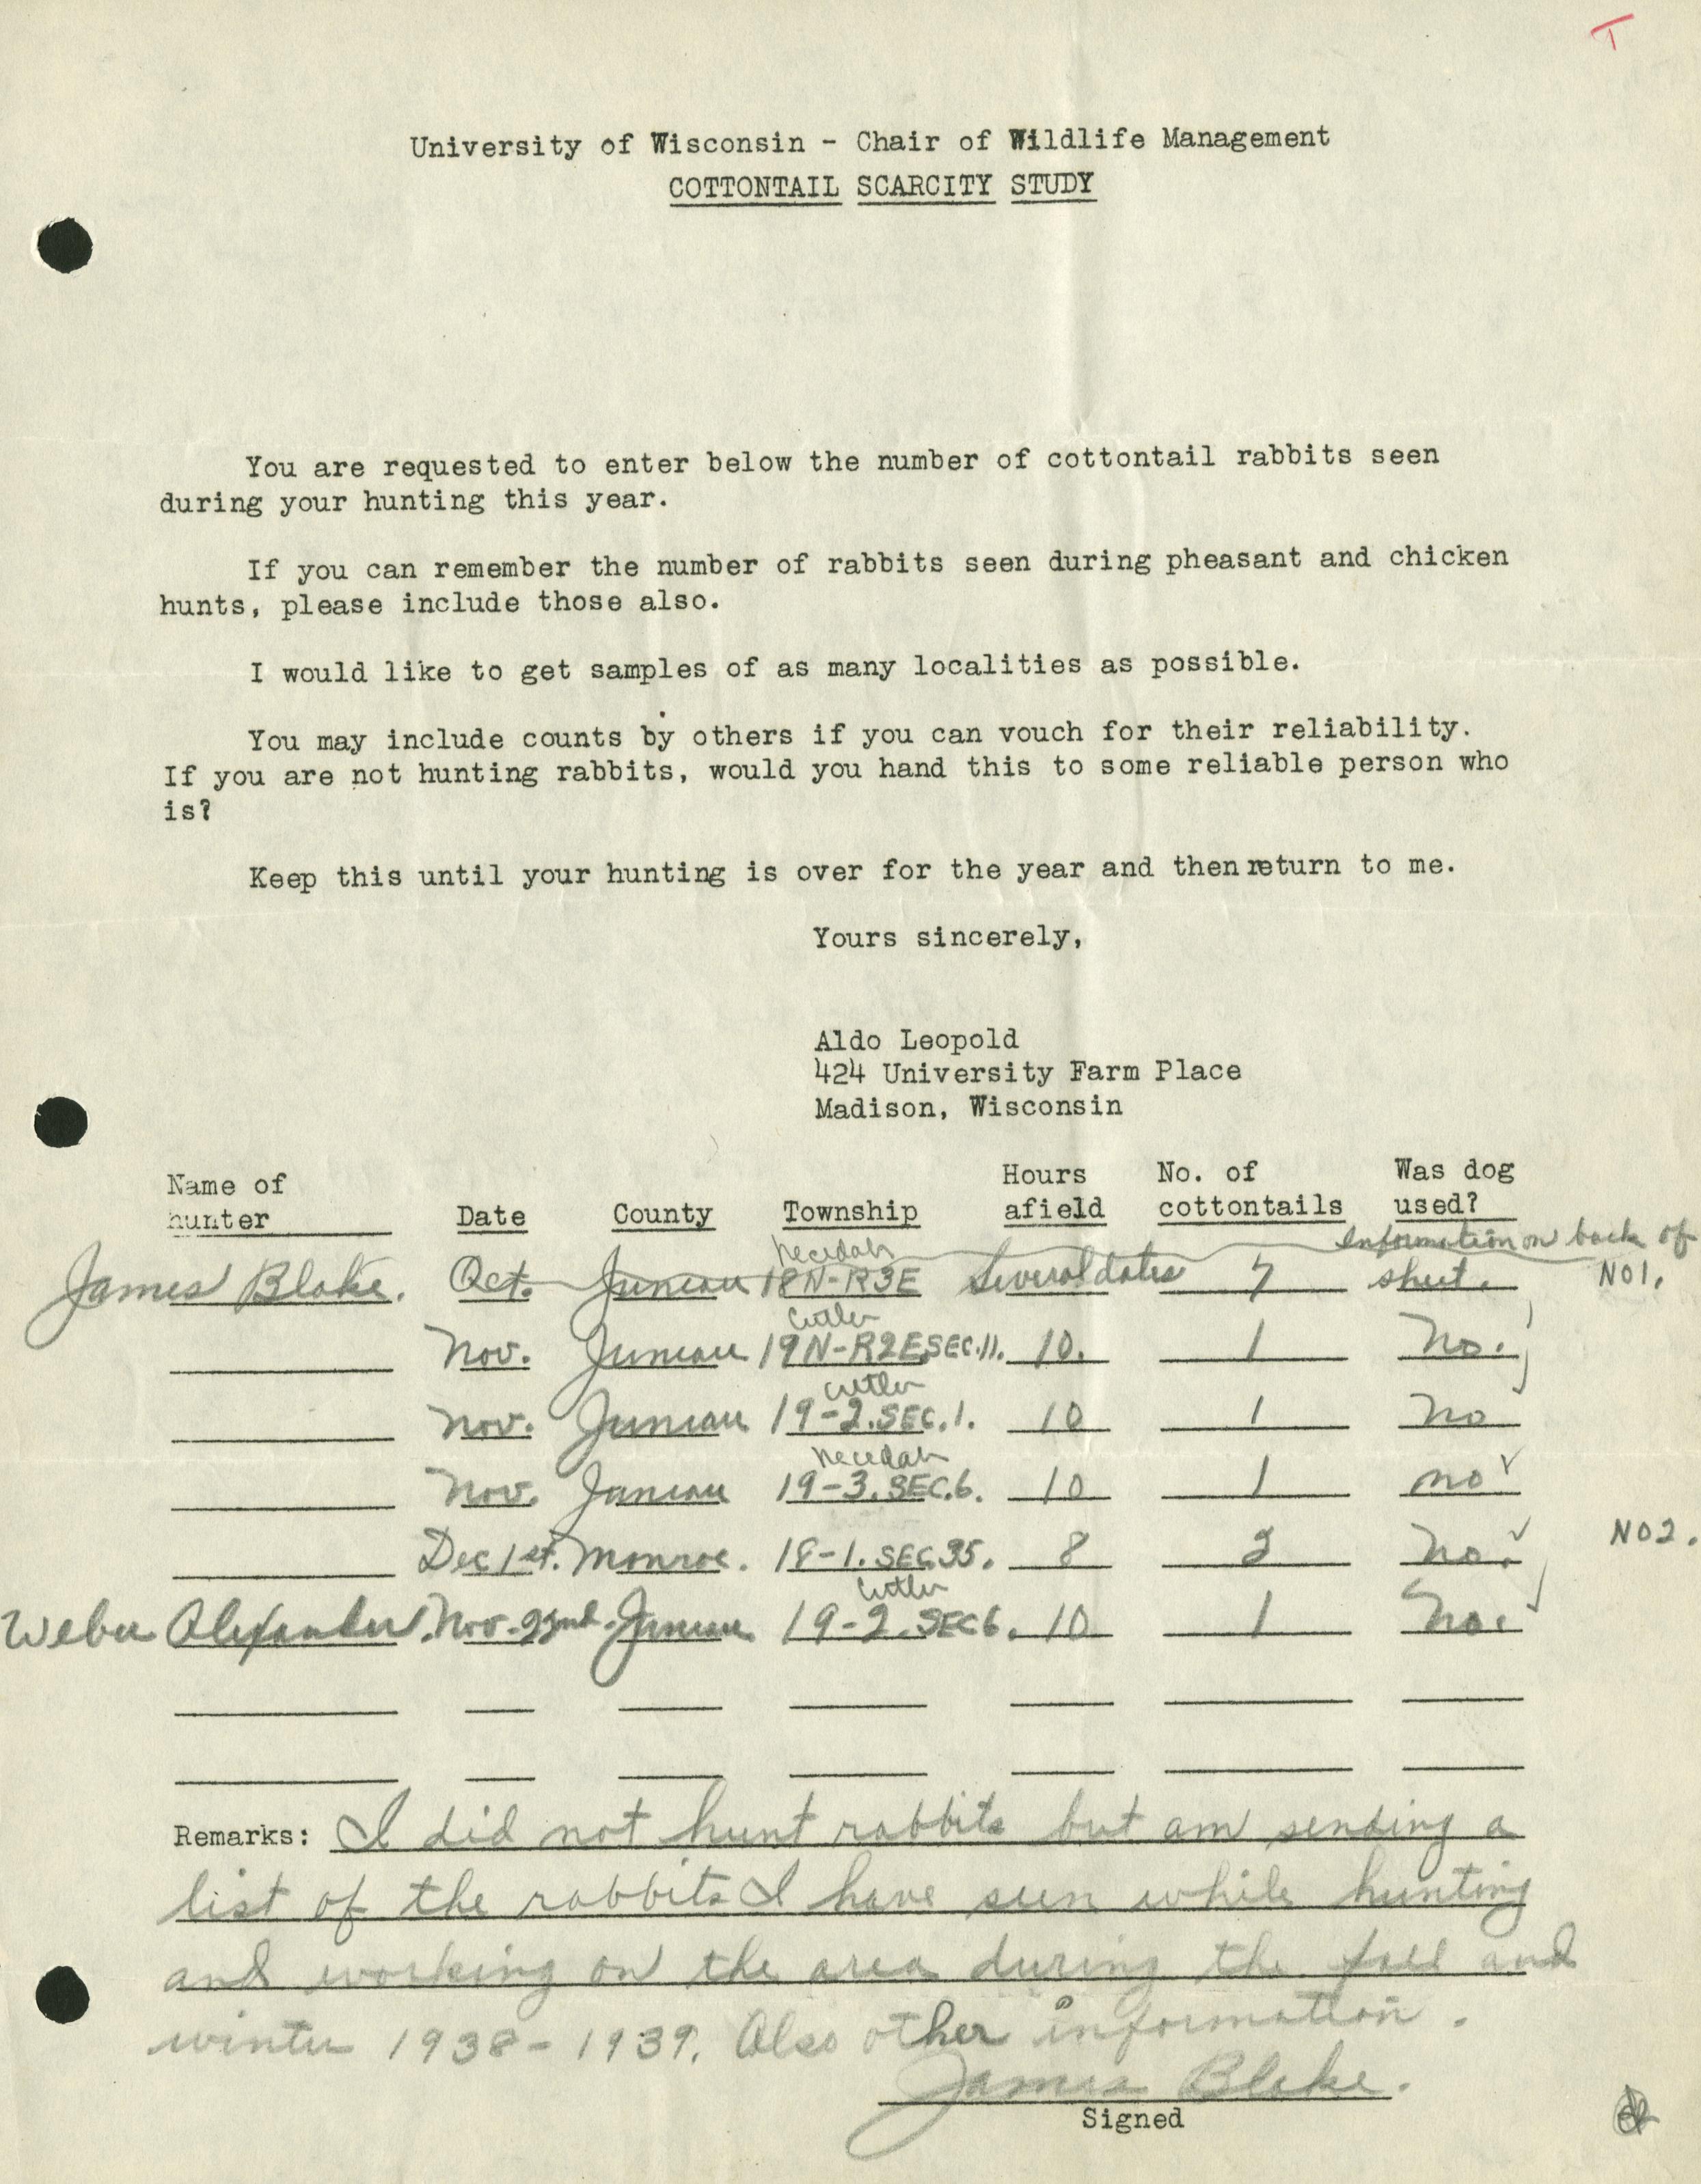 T
University of Wisconsin - Chair of Wildlife Management
COTTONTAIL SCARCITY STUDY
You are requested to enter below the number of cottontail rabbits seen
during your hunting this year.
If you can remember the number of rabbits seen during pheasant and chicken
hunts, please include those also.
I would like to get samples of as many localities as possible.
You may include counts by others if you can vouch for their reliability.
If you are not hunting rabbits, would you hand this to some reliable person who
is?
Keep this until your hunting is over for the year and then return to me.
Yours sincerely,
Aldo Leopold
424 University Farm Place
Madison, Wisconsin
Name of hunter Date County Township Hours afield No. of cottontails Was dog used?
Necedah Information on back of
James Blake. Oct. Juneau 18N-R3E Several dates 7 sheet. NO1.
Cutler
Nov. Juneau 19N-R2E, SEC.11. 10. 1 No.
Cutler
Nov. Juneau 19-2. SEC.1. 10 1 No
Necedah
Nov. Juneau 19-3. SEC.6. 10 1 no
Dec 1st. Monroe. 18-1. SEC 35. 8 2 No. NO2.
Cutler
Weber Alexander. Nov-23nd- Juneau 19-2. SEC 6. 10 1 No.
Remarks: I did not hunt rabbits but am sending a
list of the rabbits I have seen while hunting
and working on the area during the fall and
winter 1938-1939. Also other information.
James Blake.
Signed